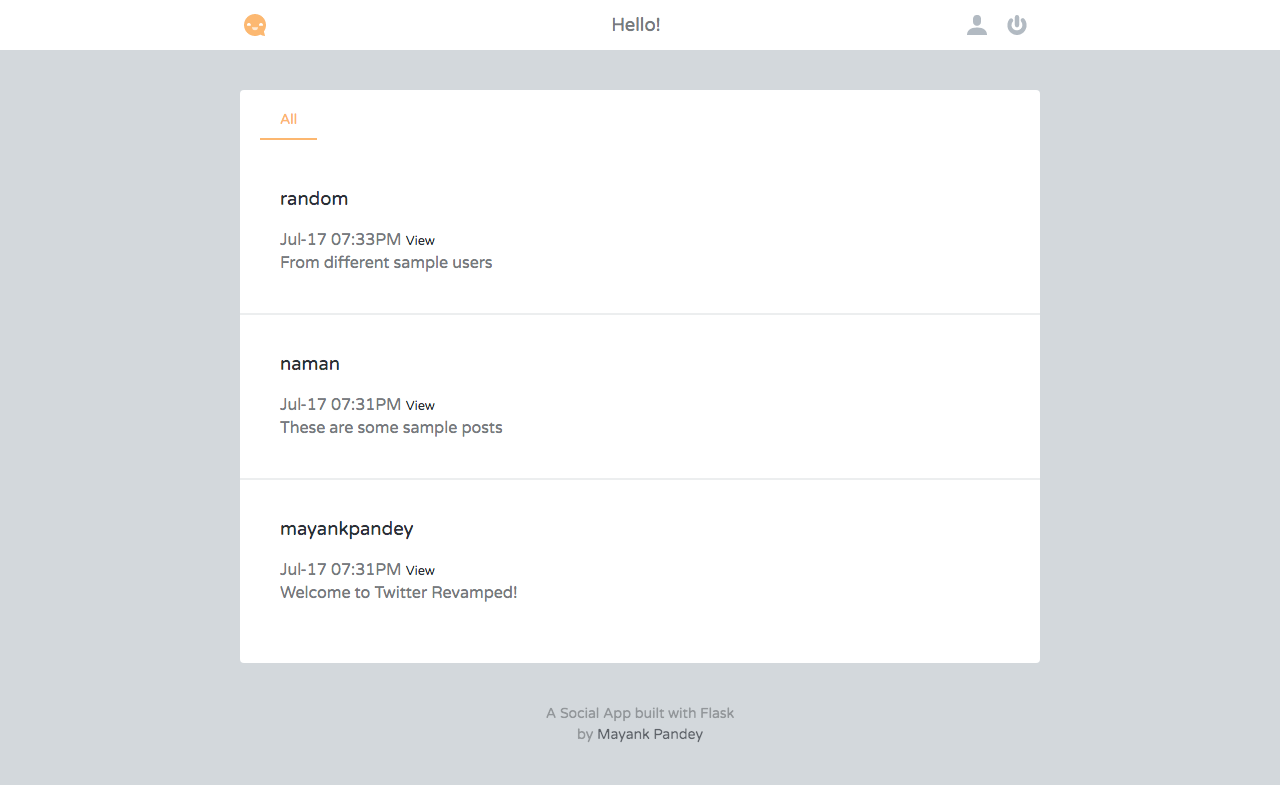 Hello!
All
random
Jul-17 07:33PM View
From different sample users
naman
Jul-17 07:31PM View
These are some sample posts
mayankpandey
Jul-17 07:31PM View
Welcome to Twitter Revamped!
A Social App built with Flask
by Mayank Pandey